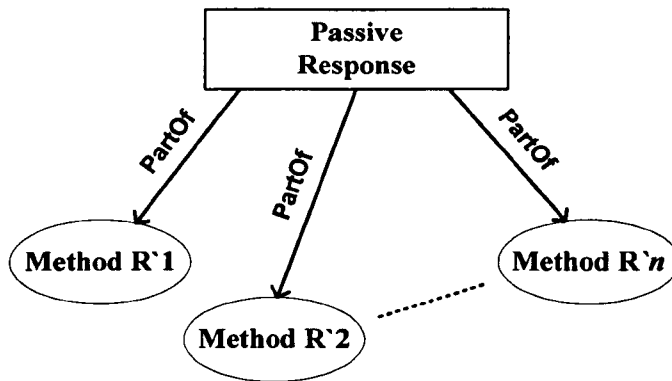 Passive
Response
PartOf
PartOf
PartOf
Method R`1
Method R`2
Method R`n